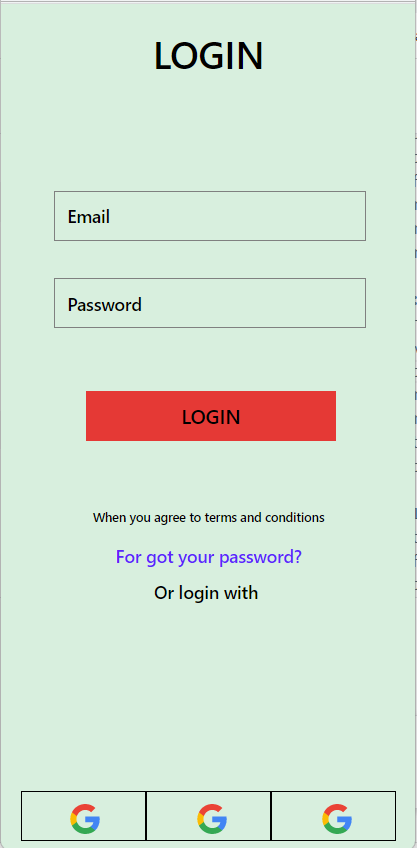 LOGIN
Email
Password
LOGIN
When you agree to terms and conditions
For got your password?
Or login with